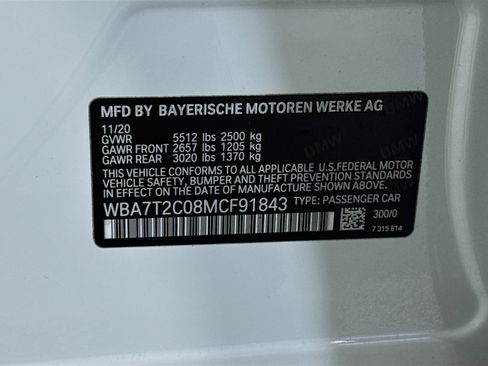 MFD BY BAYERISCHE MOTOREN WERKE AG
11/20
GVWR 5512 lbs 2500 kg
GAWR FRONT 2657 lbs 1205 kg
GAWR REAR 3020 lbs 1370 kg
THIS VEHICLE CONFORMS TO ALL APPLICABLE U.S.FEDERAL MOTOR
VEHICLE SAFETY, BUMPER AND THEFT PREVENTION STANDARDS
IN EFFECT ON THE DATE OF MANUFACTURE SHOWN ABOVE.
WBA7T2C08MCF91843 TYPE: PASSENGER CAR
300/0
7 315 814
BMW